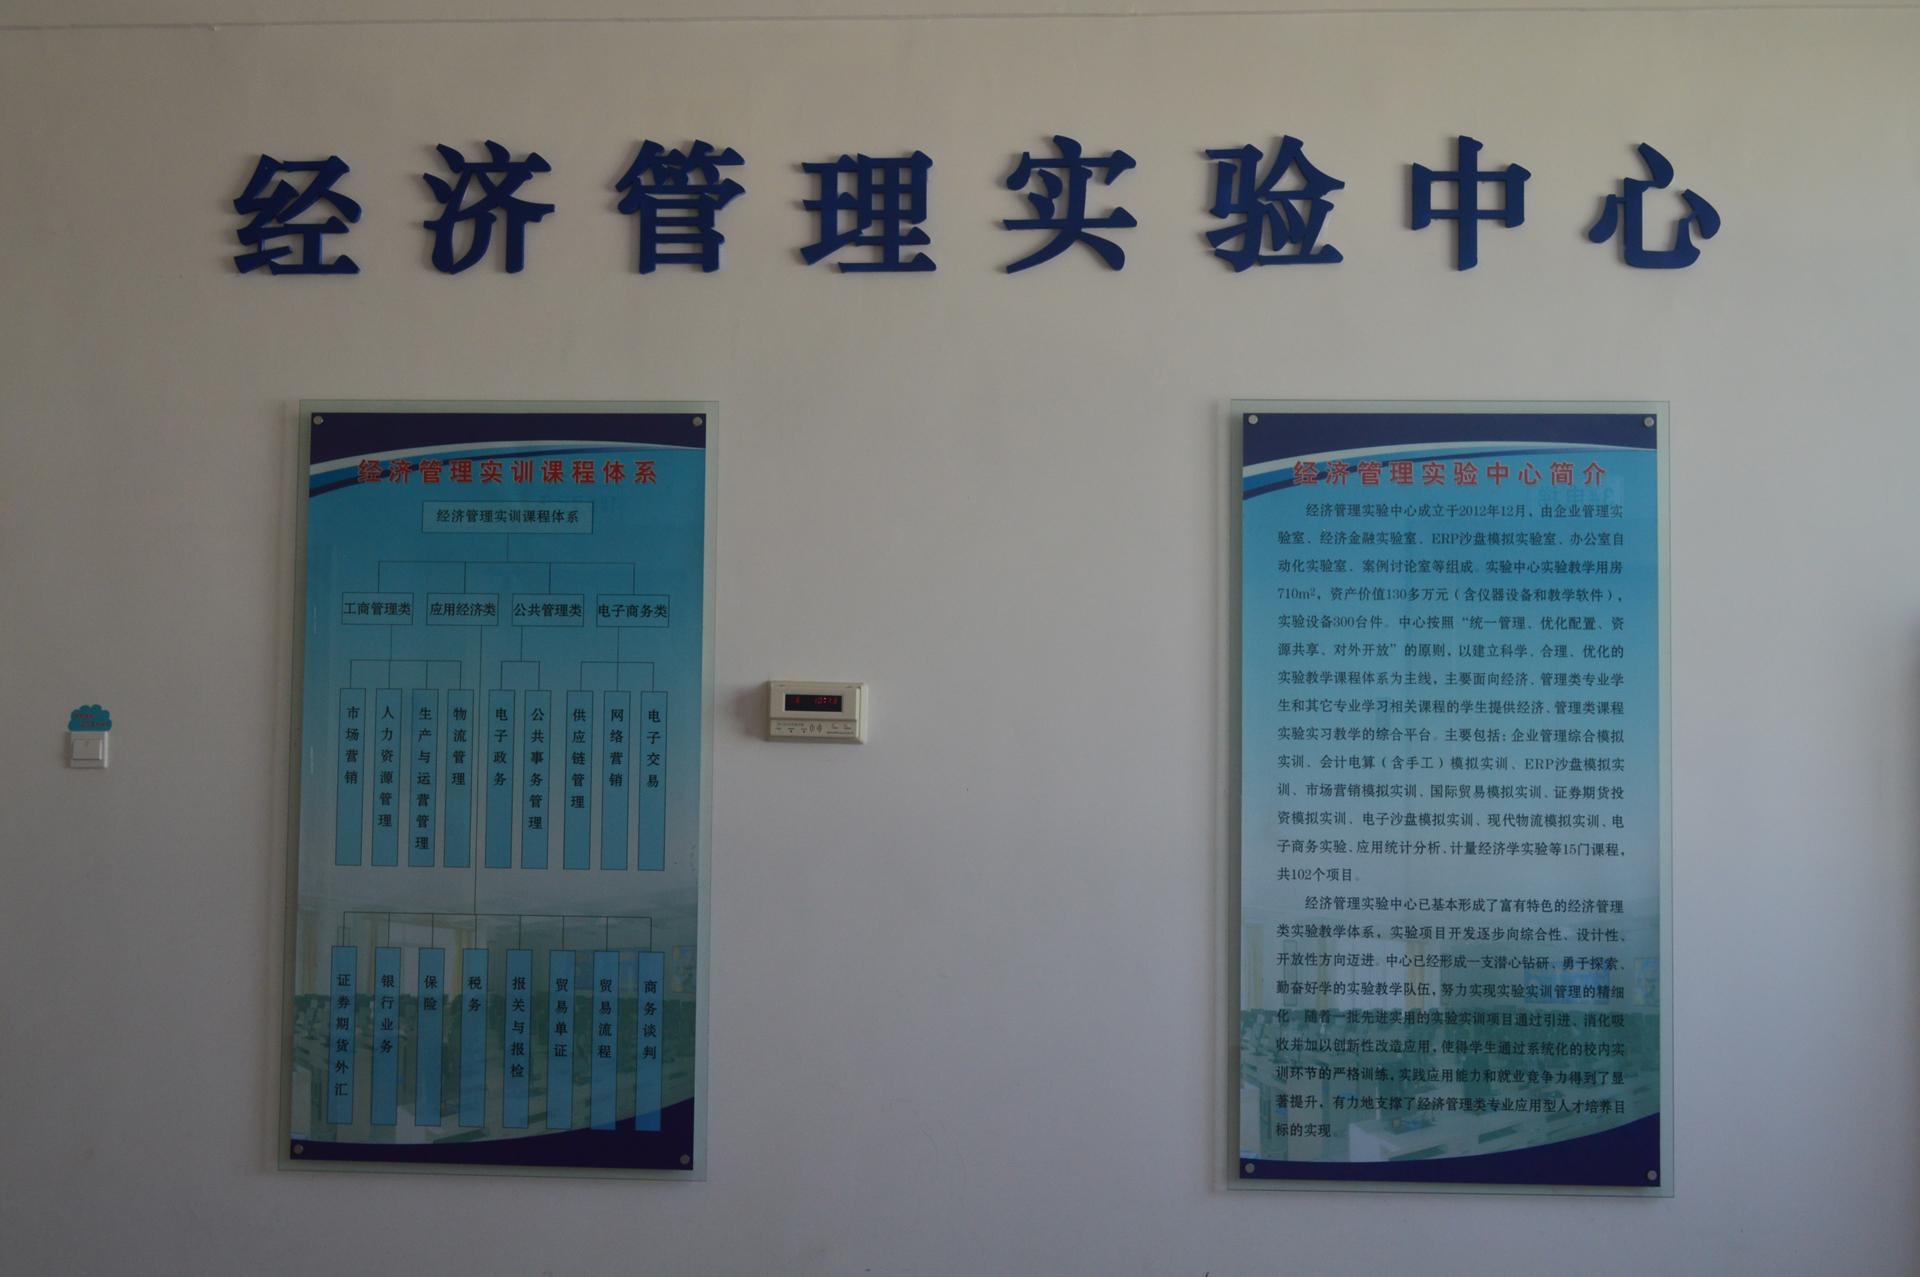 经济管理实验中心
经济管理实训课程体系
经济管理实训课程体系
工商管理类 应用经济类 公共管理类 电子商务类
市场营销
人力资源管理
生产与运营管理
物流管理
电子政务
公共事务管理
供应链管理
网络营销
电子交易
证券期货外汇
银行业务
保险
税务
报关与报检
贸易单证
贸易流程
商务谈判
10:13
经济管理实验中心简介
经济管理实验中心成立于2012年12月，由企业管理实
验室、经济金融实验室、ERP沙盘模拟实验室、办公室自
动化实验室、案例讨论室等组成。实验中心实验教学用房
710m²，资产价值130多万元（含仪器设备和教学软件），
实验设备300台件。中心按照“统一管理、优化配置、资
源共享、对外开放”的原则，以建立科学、合理、优化的
实验教学课程体系为主线，主要面向经济、管理类专业学
生和其它专业学习相关课程的学生提供经济、管理类课程
实验实习教学的综合平台。主要包括：企业管理综合模拟
实训、会计电算（含手工）模拟实训、ERP沙盘模拟实
训、市场营销模拟实训、国际贸易模拟实训、证券期货投
资模拟实训、电子沙盘模拟实训、现代物流模拟实训、电
子商务实验、应用统计分析、计量经济学实验等15门课程，
共102个项目。
经济管理实验中心已基本形成了富有特色的经济管理
类实验教学体系，实验项目开发逐步向综合性、设计性、
开放性方向迈进。中心已经形成一支潜心钻研、勇于探索、
勤奋好学的实验教学队伍，努力实现实验实训管理的精细
化。随着一批先进实用的实验实训项目通过引进、消化吸
收并加以创新性改造应用，使得学生通过系统化的校内实
训环节的严格训练，实践应用能力和就业竞争力得到了显
著提升，有力地支撑了经济管理类专业应用型人才培养目
标的实现。